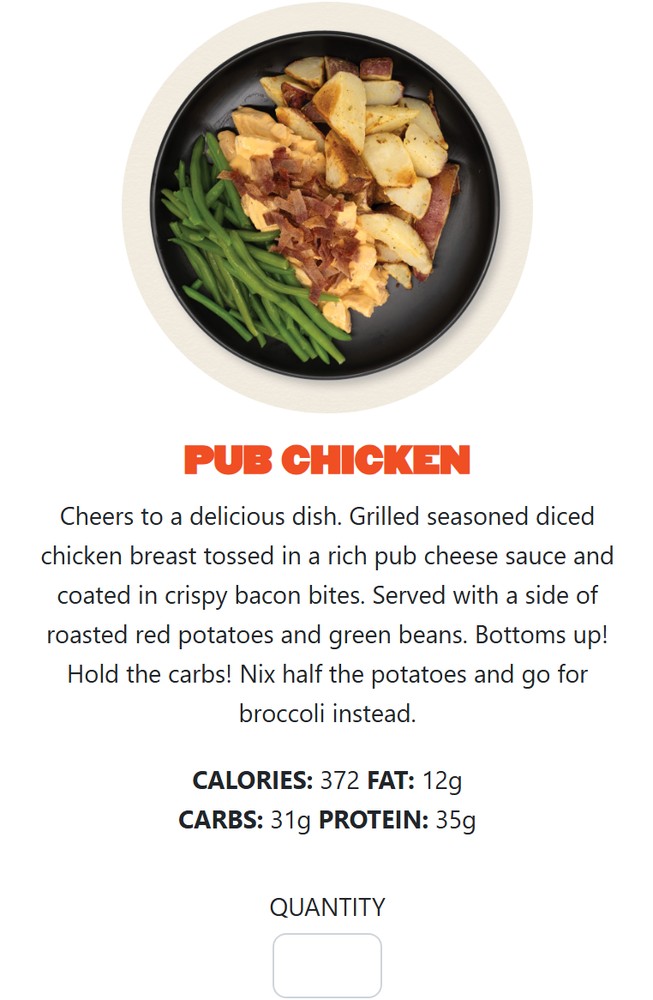 PUB CHICKEN
Cheers to a delicious dish. Grilled seasoned diced
chicken breast tossed in a rich pub cheese sauce and
coated in crispy bacon bites. Served with a side of
roasted red potatoes and green beans. Bottoms up!
Hold the carbs! Nix half the potatoes and go for
broccoli instead.
CALORIES: 372 FAT: 12g
CARBS: 31g PROTEIN: 35g
QUANTITY